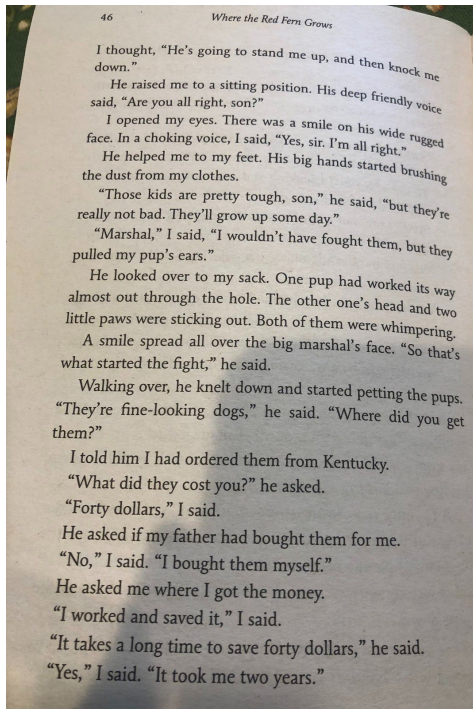 46 Where the Red Fern Grows
I thought, “He’s going to stand me up, and then knock me
down.”
He raised me to a sitting position. His deep friendly voice
said, “Are you all right, son?”
I opened my eyes. There was a smile on his wide rugged
face. In a choking voice, I said, “Yes, sir. I’m all right.”
He helped me to my feet. His big hands started brushing
the dust from my clothes.
“Those kids are pretty tough, son,” he said, “but they’re
really not bad. They’ll grow up some day.”
“Marshal,” I said, “I wouldn’t have fought them, but they
pulled my pup’s ears.”
He looked over to my sack. One pup had worked its way
almost out through the hole. The other one’s head and two
little paws were sticking out. Both of them were whimpering.
A smile spread all over the big marshal’s face. “So that’s
what started the fight,” he said.
Walking over, he knelt down and started petting the pups.
“They’re fine-looking dogs,” he said. “Where did you get
them?”
I told him I had ordered them from Kentucky.
“What did they cost you?” he asked.
“Forty dollars,” I said.
He asked if my father had bought them for me.
“No,” I said. “I bought them myself.”
He asked me where I got the money.
“I worked and saved it,” I said.
“It takes a long time to save forty dollars,” he said.
“Yes,” I said. “It took me two years.”